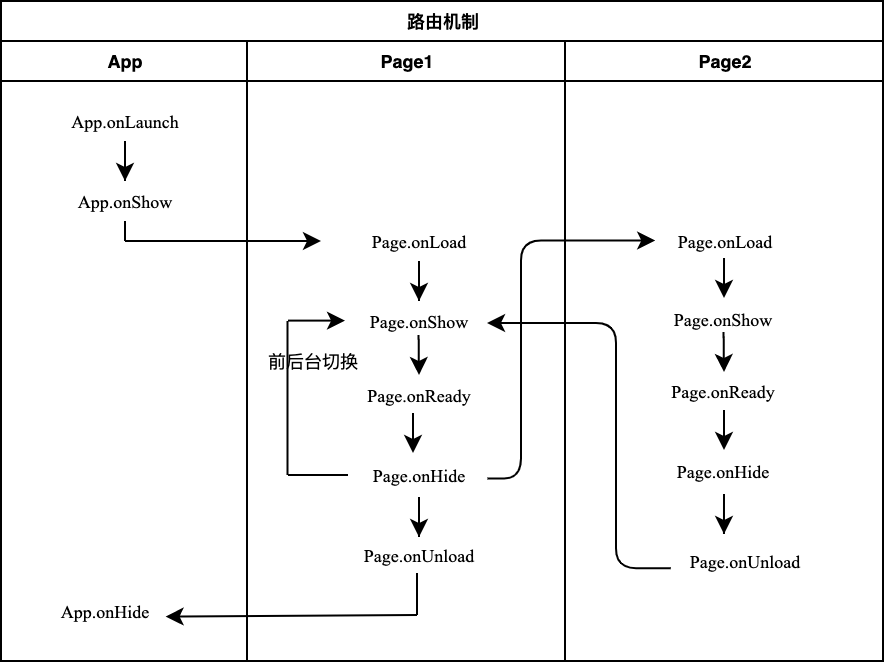 路由机制
App
Page1
Page2
App.onLaunch
App.onShow
Page.onLoad
Page.onShow
前后台切换
Page.onReady
Page.onHide
Page.onUnload
App.onHide
Page.onLoad
Page.onShow
Page.onReady
Page.onHide
Page.onUnload